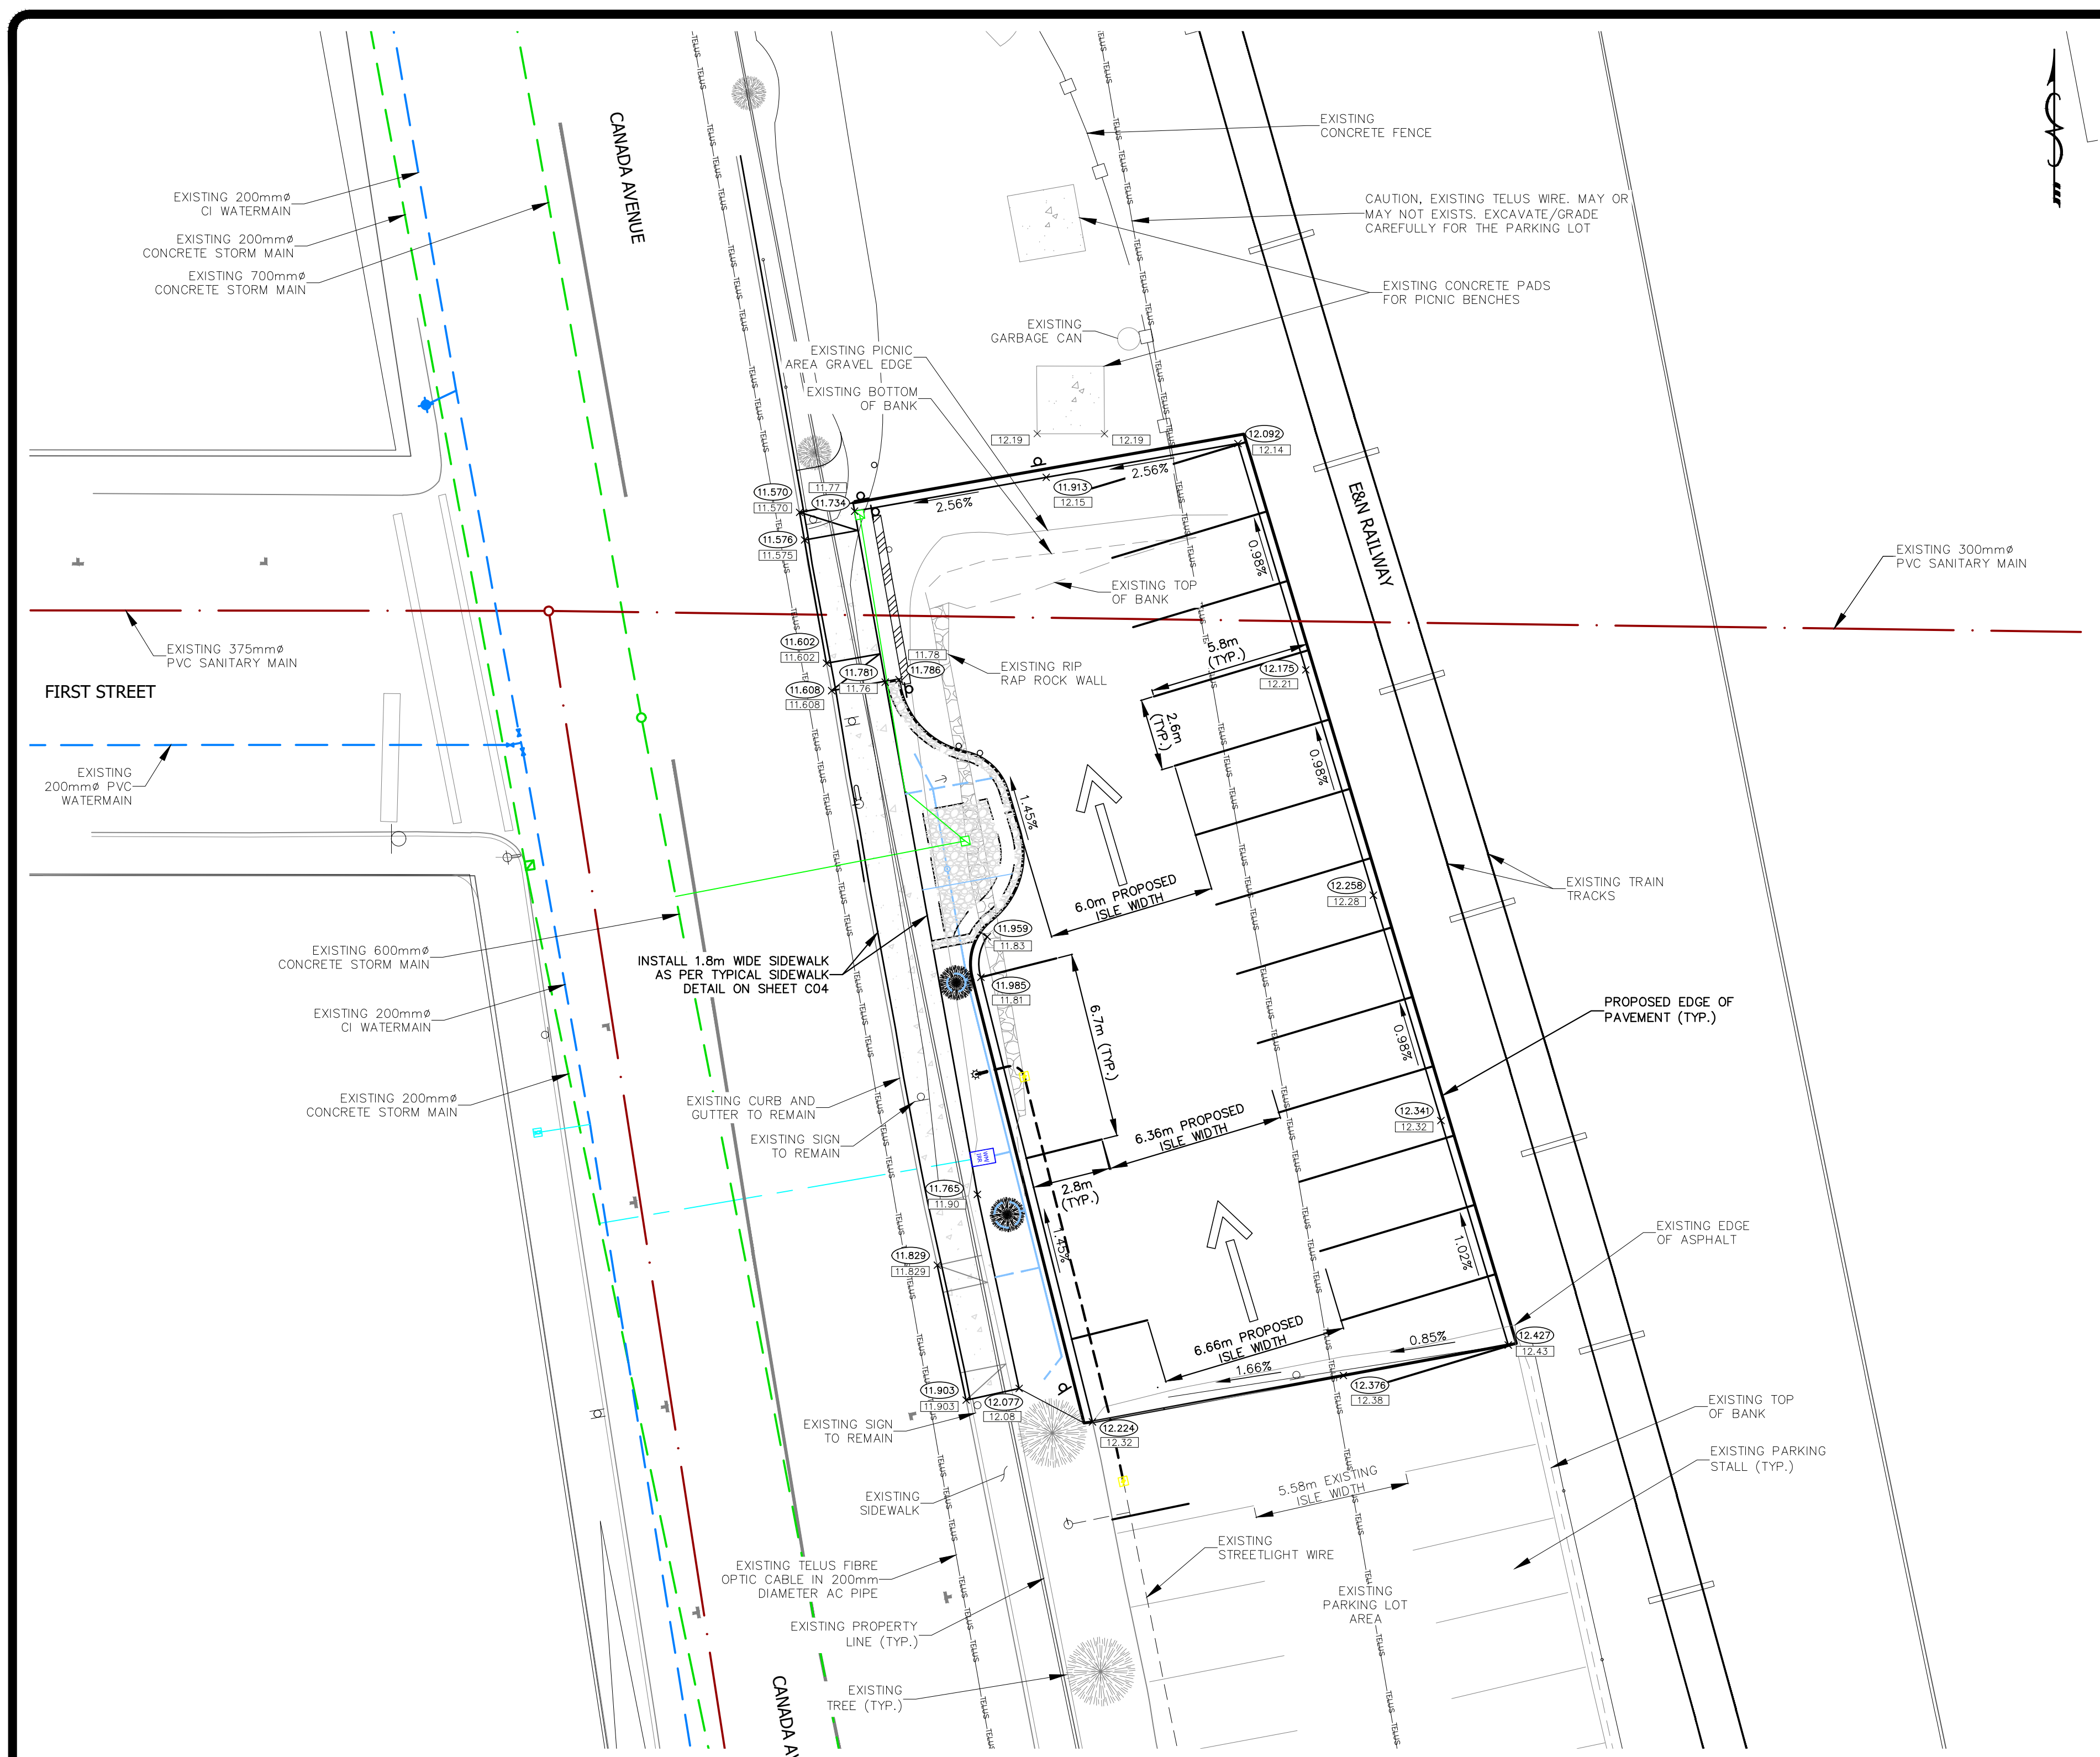 CANADA AVENUE
EXISTING
CONCRETE FENCE
EXISTING 200mmø
CI WATERMAIN
EXISTING 200mmø
CONCRETE STORM MAIN
EXISTING 700mmø
CONCRETE STORM MAIN
CAUTION, EXISTING TELUS WIRE. MAY OR
MAY NOT EXISTS. EXCAVATE/GRADE
CAREFULLY FOR THE PARKING LOT
EXISTING CONCRETE PADS
FOR PICNIC BENCHES
EXISTING
GARBAGE CAN
EXISTING PICNIC
AREA GRAVEL EDGE
EXISTING BOTTOM
OF BANK
12.19
12.19
12.092
12.14
11.77
11.570
11.570
11.734
11.913
12.15
2.56%
2.56%
11.576
11.575
0.98%
E&N RAILWAY
EXISTING 300mmø
PVC SANITARY MAIN
EXISTING TOP
OF BANK
EXISTING 375mmø
PVC SANITARY MAIN
FIRST STREET
11.602
11.602
11.781
11.76
11.78
11.786
11.608
11.608
EXISTING RIP
RAP ROCK WALL
5.8m
(TYP.)
12.175
12.21
2.6m
(TYP.)
0.98%
EXISTING
200mmø PVC
WATERMAIN
1.45%
6.0m PROPOSED
ISLE WIDTH
12.258
12.28
EXISTING TRAIN
TRACKS
EXISTING 600mmø
CONCRETE STORM MAIN
INSTALL 1.8m WIDE SIDEWALK
AS PER TYPICAL SIDEWALK
DETAIL ON SHEET C04
11.959
11.83
11.985
11.81
EXISTING 200mmø
CI WATERMAIN
6.7m (TYP.)
0.98%
PROPOSED EDGE OF
PAVEMENT (TYP.)
EXISTING 200mmø
CONCRETE STORM MAIN
EXISTING CURB AND
GUTTER TO REMAIN
EXISTING SIGN
TO REMAIN
6.36m PROPOSED
ISLE WIDTH
12.341
12.32
11.765
11.90
2.8m
(TYP.)
11.829
11.829
1.45%
1.02%
EXISTING EDGE
OF ASPHALT
6.66m PROPOSED
ISLE WIDTH
0.85%
1.66%
12.427
12.43
11.903
11.903
12.077
12.08
12.376
12.38
EXISTING SIGN
TO REMAIN
12.224
12.32
EXISTING TOP
OF BANK
EXISTING PARKING
STALL (TYP.)
5.58m EXISTING
ISLE WIDTH
EXISTING
SIDEWALK
EXISTING
STREETLIGHT WIRE
EXISTING TELUS FIBRE
OPTIC CABLE IN 200mm
DIAMETER AC PIPE
EXISTING
PARKING LOT
AREA
EXISTING PROPERTY
LINE (TYP.)
EXISTING
TREE (TYP.)
CANADA AV
TELUS
TELUS
TELUS